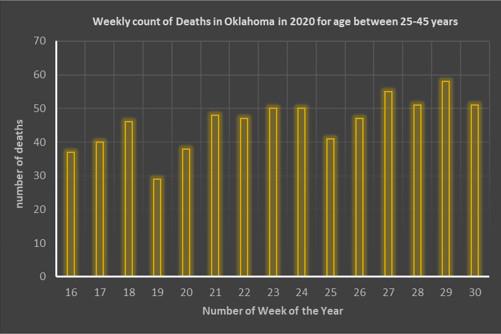 Weekly count of Deaths in Oklahoma in 2020 for age between 25-45 years
70
60
50
40
30
20
10
0
number of deaths
16 17 18 19 20 21 22 23 24 25 26 27 28 29 30
Number of Week of the Year